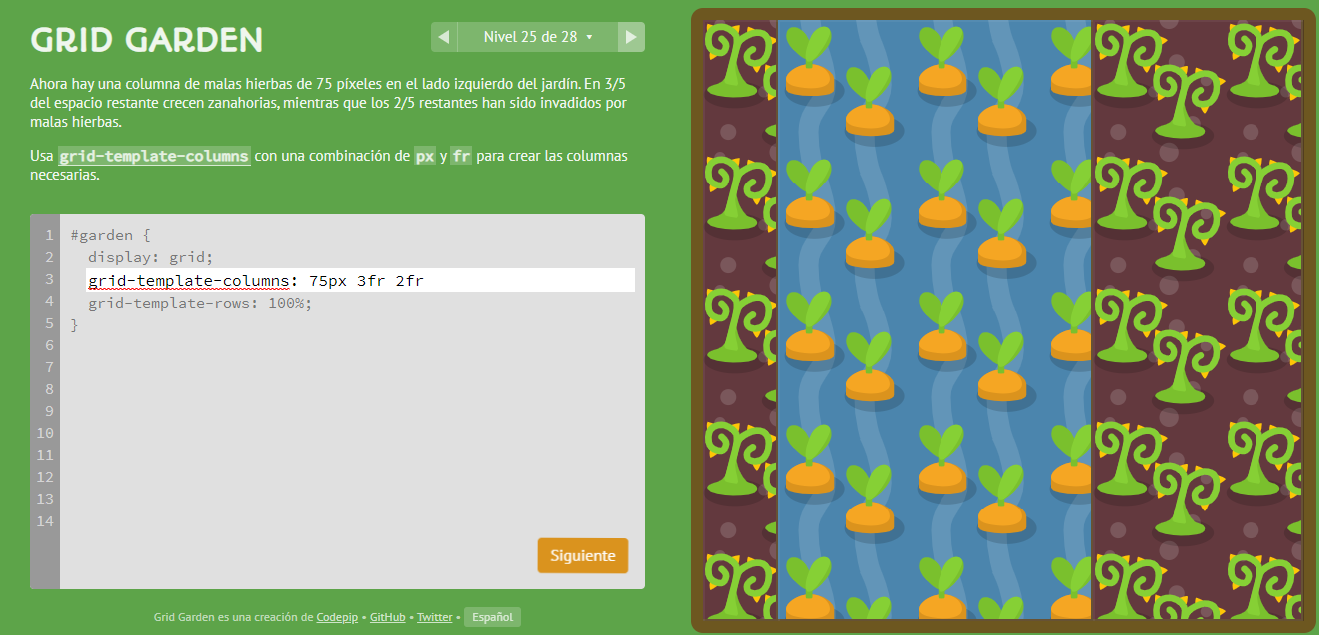 GRID GARDEN
Nivel 25 de 28
Ahora hay una columna de malas hierbas de 75 píxeles en el lado izquierdo del jardín. En 3/5
del espacio restante crecen zanahorias, mientras que los 2/5 restantes han sido invadidos por
malas hierbas.
Usa grid-template-columns con una combinación de px y fr para crear las columnas
necesarias.
1 #garden {
2 display: grid;
3 grid-template-columns: 75px 3fr 2fr
4 grid-template-rows: 100%;
5 }
6
7
8
9
10
11
12
13
14
Siguiente
Grid Garden es una creación de Codepip • GitHub • Twitter • Español